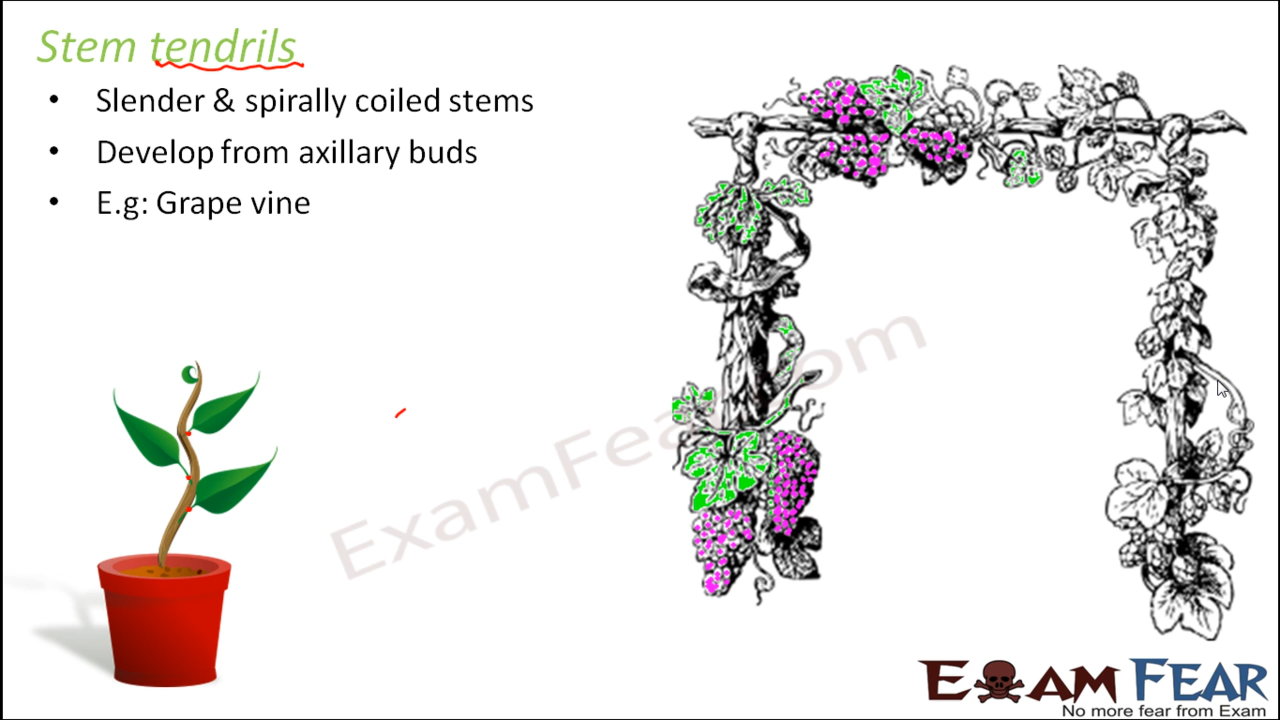 Stem tendrils
• Slender & spirally coiled stems
• Develop from axillary buds
• E.g: Grape vine
ExamFear.com
EXAM FEAR
No more fear from Exam